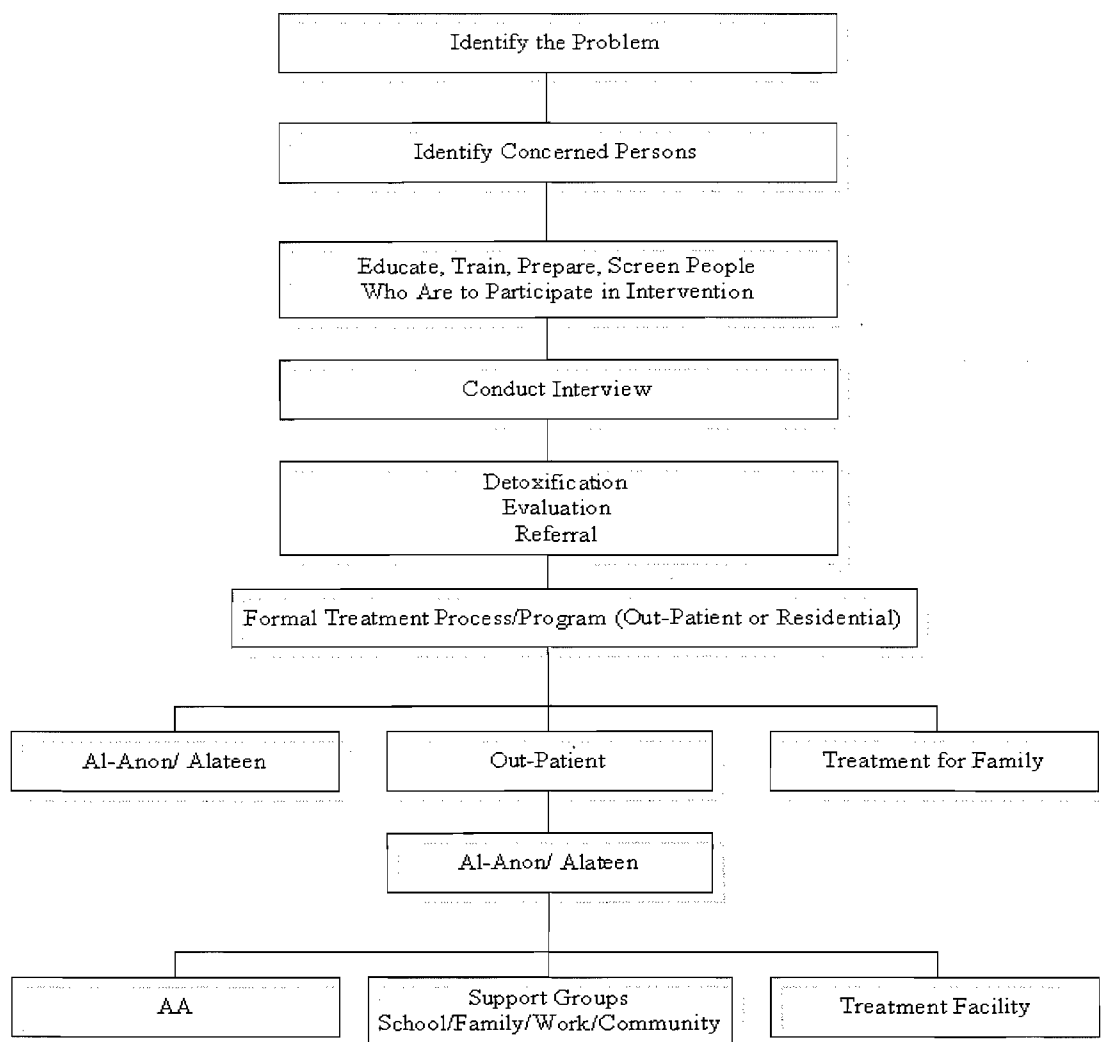 Identify the Problem
Identify Concerned Persons
Educate, Train, Prepare, Screen People
Who Are to Participate in Intervention
Conduct Interview
Detoxification
Evaluation
Referral
Formal Treatment Process/Program (Out-Patient or Residential)
Al-Anon/ Alateen
Out-Patient
Treatment for Family
Al-Anon/ Alateen
AA
Support Groups
School/Family/Work/Community
Treatment Facility